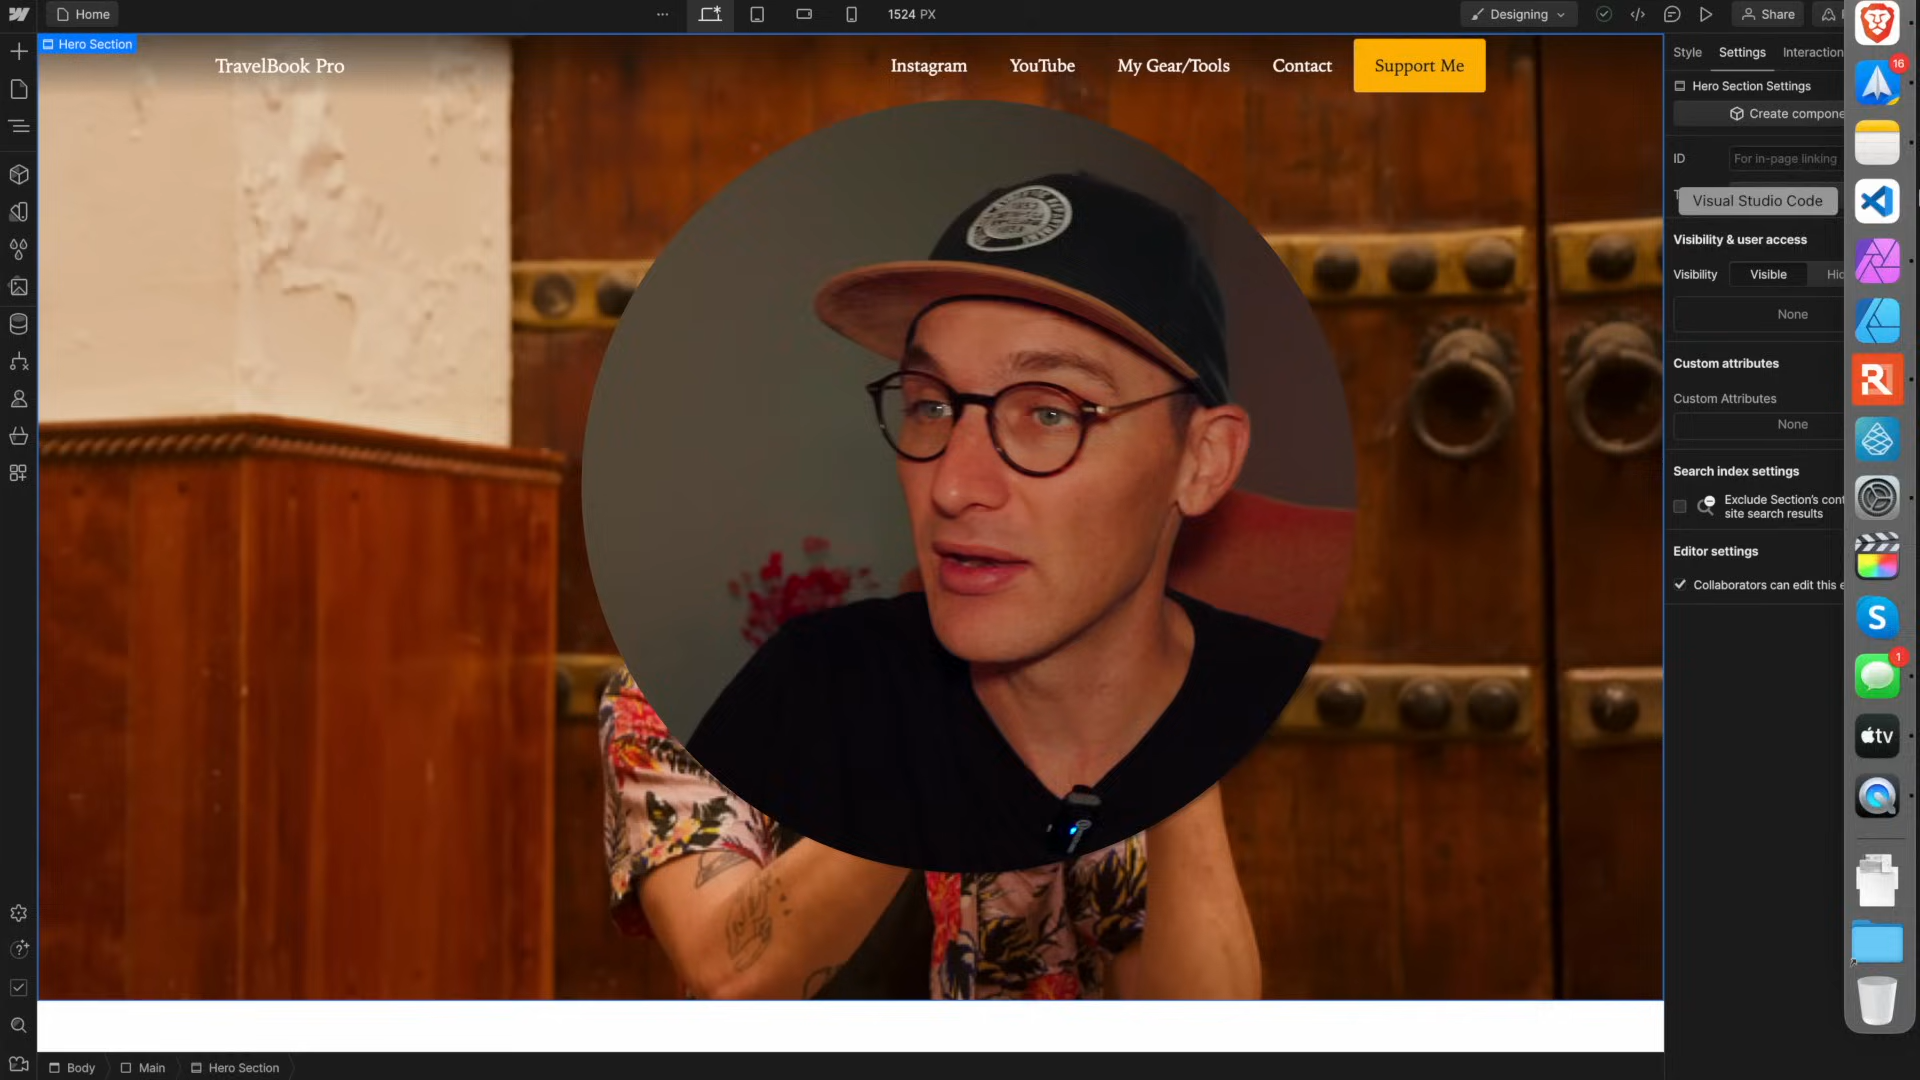 Home
1524 PX
Designing
Share
Hero Section
TravelBook Pro
Instagram
YouTube
My Gear/Tools
Contact
Support Me
Style
Settings
Interaction
Hero Section Settings
Create compone
ID
For in-page linking
Visual Studio Code
Visibility & user access
Visibility
Visible
Hid
None
Custom attributes
Custom Attributes
None
Search index settings
Exclude Section's cont
site search results
Editor settings
Collaborators can edit this e
16
1
tv
Body
Main
Hero Section